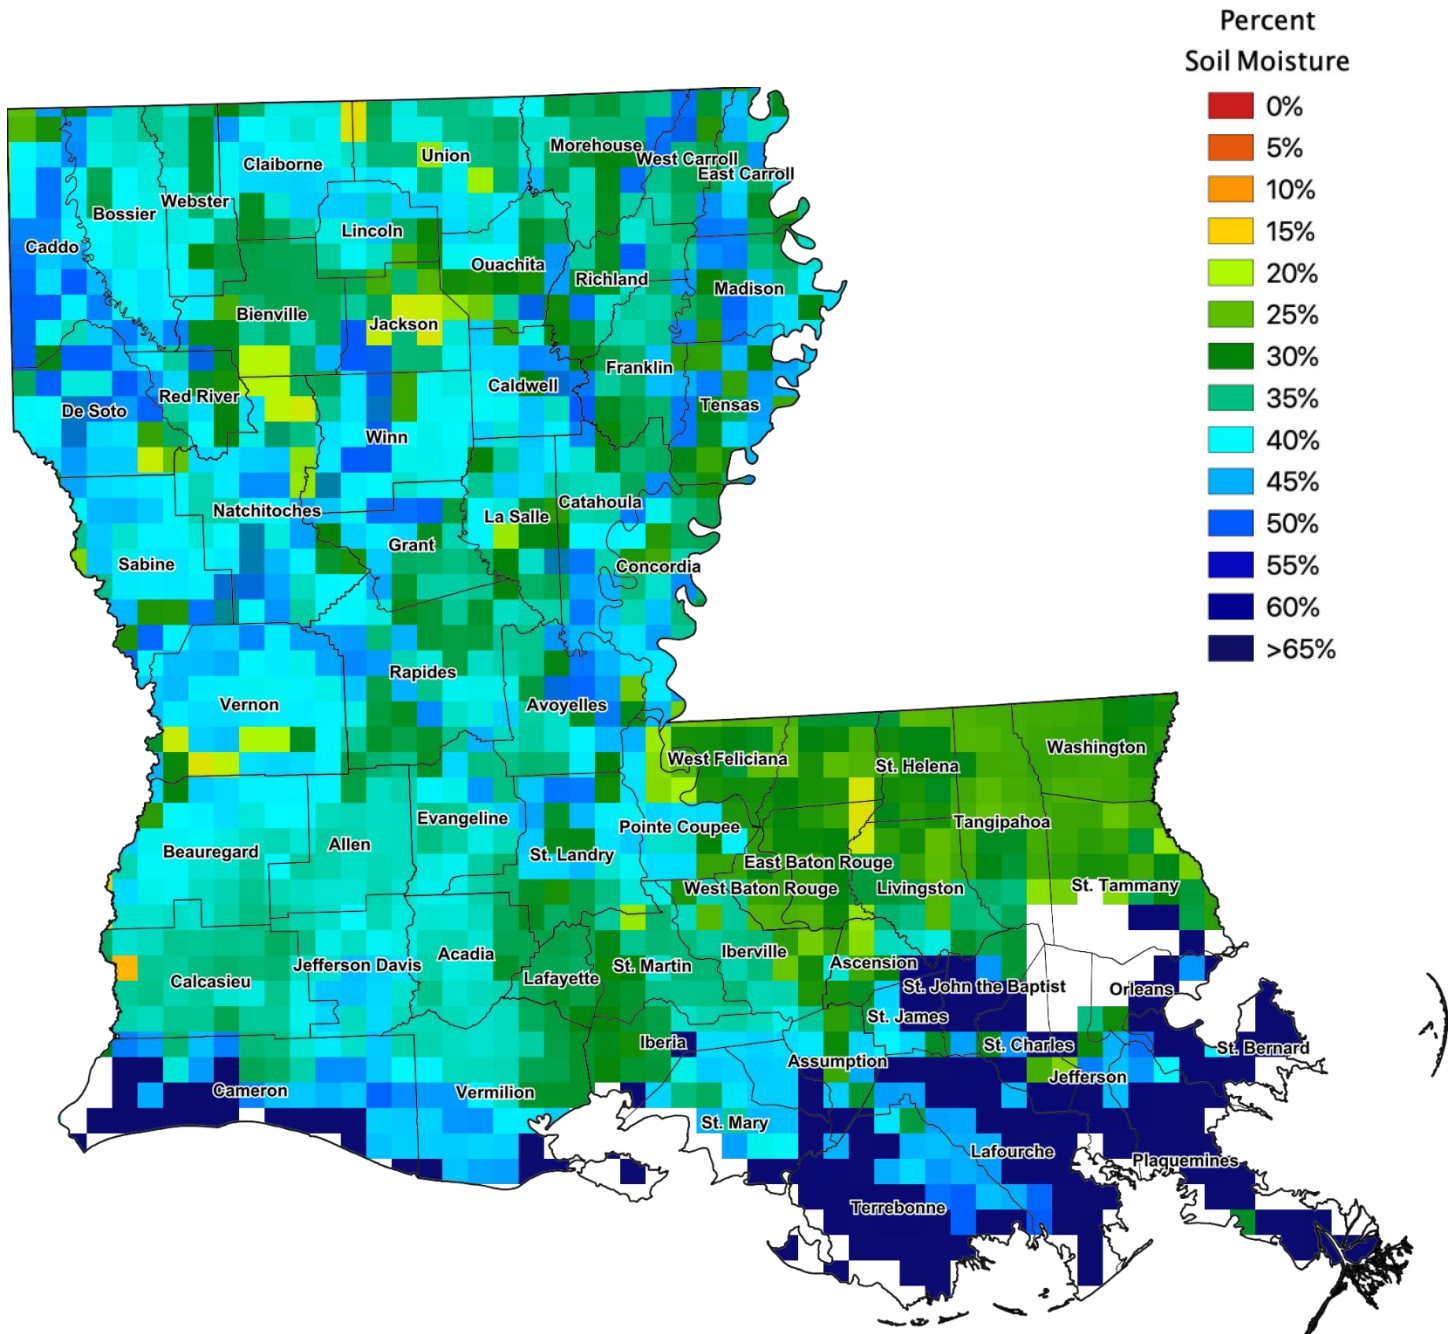 Percent
Soil Moisture
0%
5%
10%
15%
20%
25%
30%
35%
40%
45%
50%
55%
60%
>65%
Morehouse
Union
West Carroll
Claiborne
East Carroll
Webster
Bossier
Lincoln
Caddo
Ouachita
Richland
Madison
Bienville
Jackson
Franklin
Caldwell
Red River
Tensas
De Soto
Winn
Catahoula
Natchitoches
La Salle
Grant
Sabine
Concordia
Rapides
Vernon
Avoyelles
Washington
West Feliciana
St. Helena
Evangeline
Tangipahoa
Pointe Coupee
Allen
Beauregard
St. Landry
East Baton Rouge
West Baton Rouge
Livingston
St. Tammany
Iberville
Acadia
Ascension
Jefferson Davis
St. Martin
Lafayette
Calcasieu
St. John the Baptist
Orleans
St. James
Iberia
St. Charles
St. Bernard
Assumption
Jefferson
Cameron
Vermilion
St. Mary
Lafourche
Plaquemines
Terrebonne